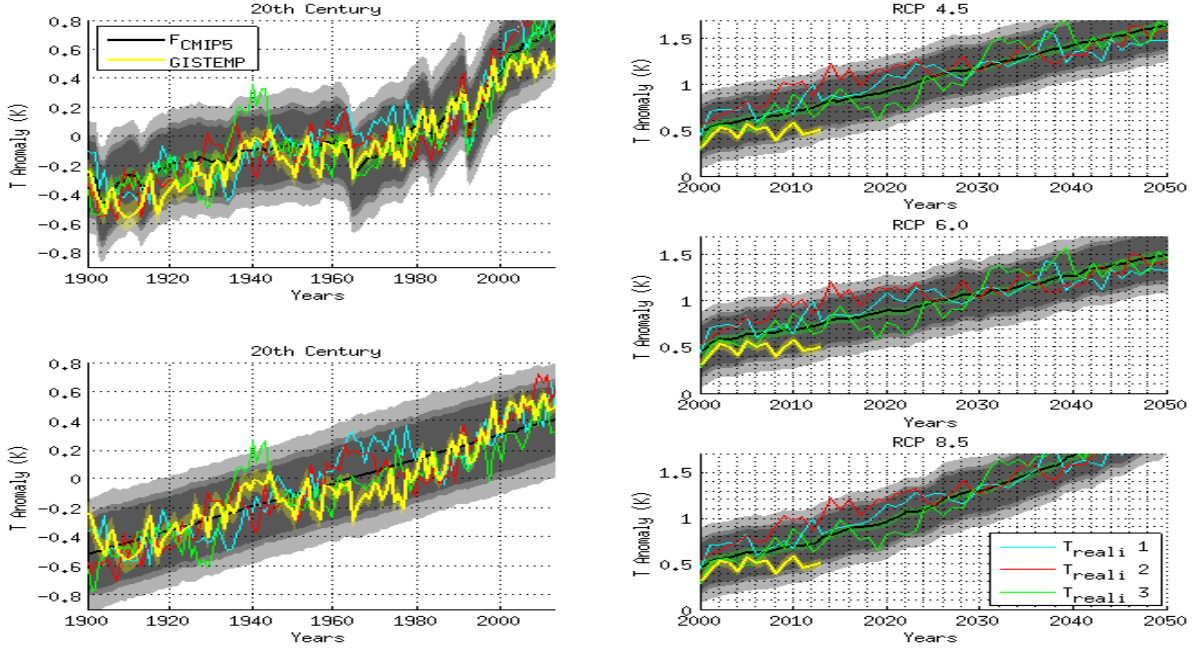 20th Century
0.8
0.6
0.4
0.2
0
−0.2
−0.4
−0.6
−0.8
T Anomaly (K)
F_CMIP5
GISTEMP
1900 1920 1940 1960 1980 2000
Years
20th Century
0.8
0.6
0.4
0.2
0
−0.2
−0.4
−0.6
−0.8
T Anomaly (K)
1900 1920 1940 1960 1980 2000
Years
RCP 4.5
1.5
1
0.5
0
T Anomaly (K)
2000 2010 2020 2030 2040 2050
Years
RCP 6.0
1.5
1
0.5
0
T Anomaly (K)
2000 2010 2020 2030 2040 2050
Years
RCP 8.5
1.5
1
0.5
0
T Anomaly (K)
T_reali 1
T_reali 2
T_reali 3
2000 2010 2020 2030 2040 2050
Years